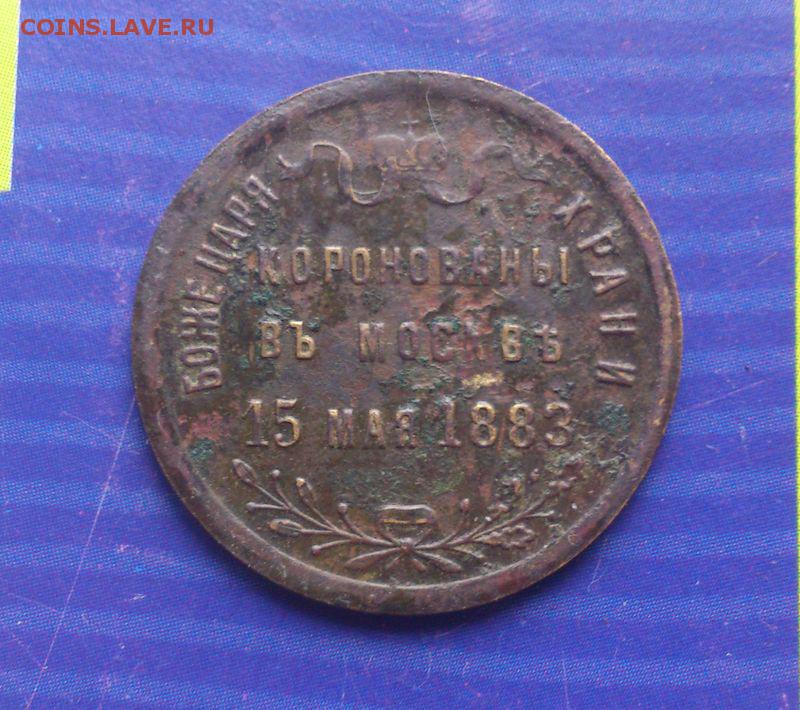 COINS.LAVE.RU
БОЖЕ ЦАРЯ ХРАНИ
КОРОНОВАНЫ
ВЪ МОСКВѢ
15 МАЯ 1883